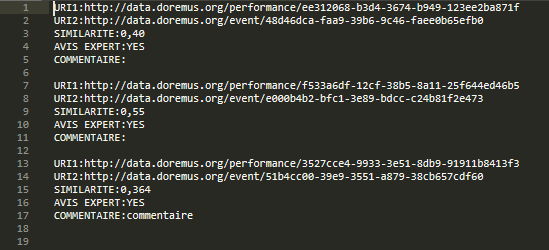 1 URI1:http://data.doremus.org/performance/ee312068-b3d4-3674-b949-123ee2ba871f
2 URI2:http://data.doremus.org/event/48d46dca-faa9-39b6-9c46-faee0b65efb0
3 SIMILARITE:0,40
4 AVIS EXPERT:YES
5 COMMENTAIRE:
6
7 URI1:http://data.doremus.org/performance/f533a6df-12cf-38b5-8a11-25f644ed46b5
8 URI2:http://data.doremus.org/event/e000b4b2-bfc1-3e89-bdcc-c24b81f2e473
9 SIMILARITE:0,55
10 AVIS EXPERT:YES
11 COMMENTAIRE:
12
13 URI1:http://data.doremus.org/performance/3527cce4-9933-3e51-8db9-91911b8413f3
14 URI2:http://data.doremus.org/event/51b4cc00-39e9-3551-a879-38cb657cdf60
15 SIMILARITE:0,364
16 AVIS EXPERT:YES
17 COMMENTAIRE:commentaire
18
19